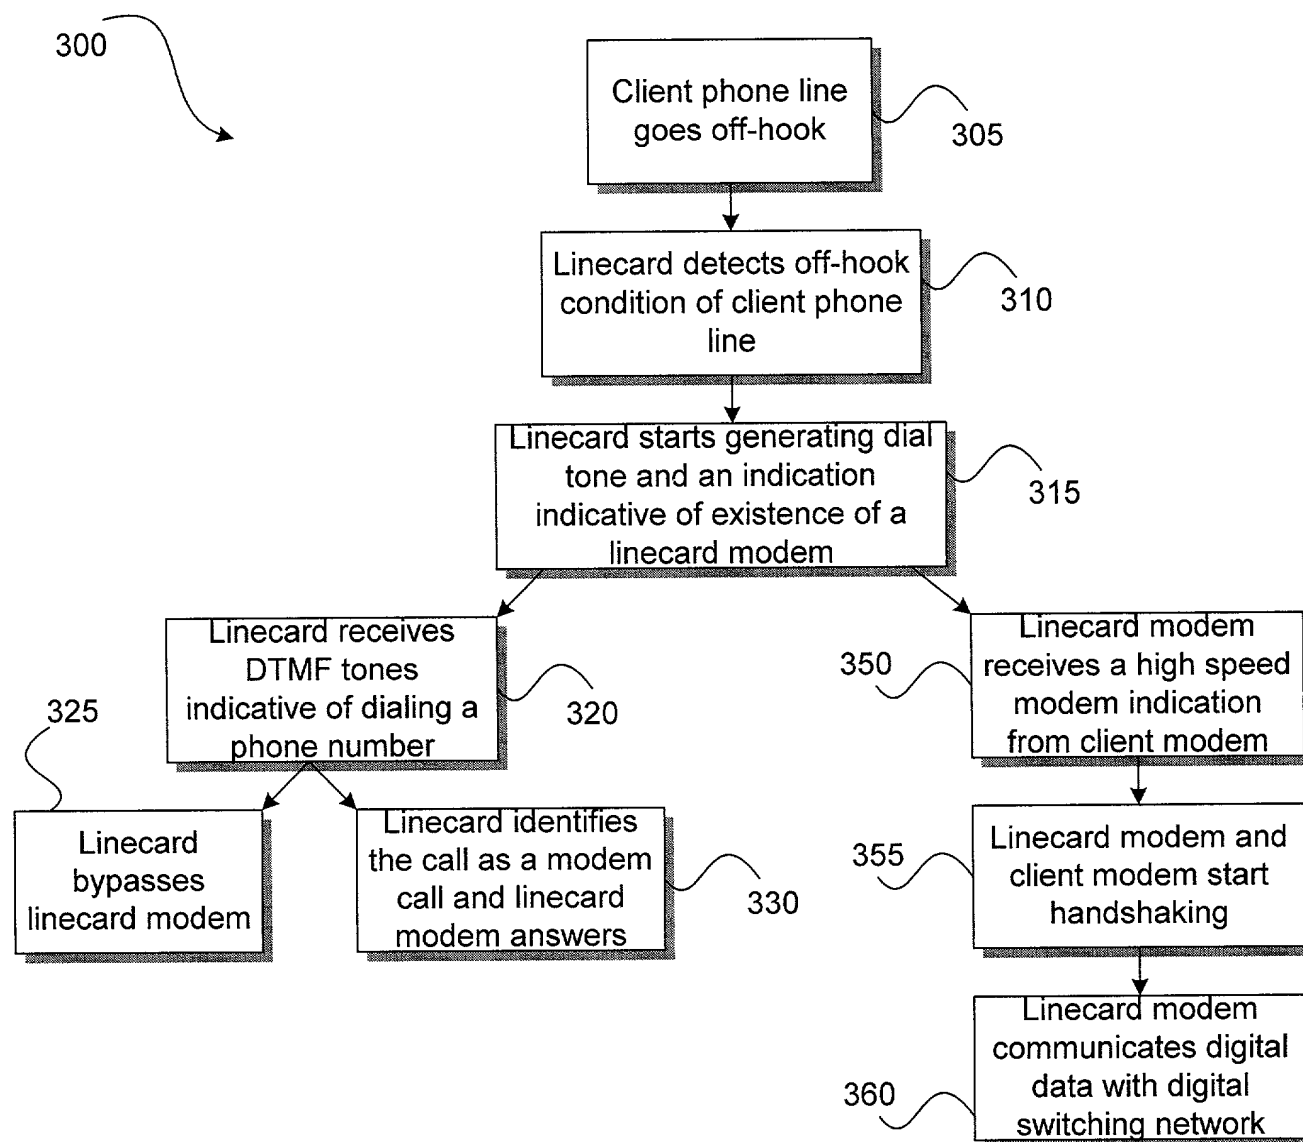 300
Client phone line
goes off-hook
305
Linecard detects off-hook
condition of client phone
line
310
Linecard starts generating dial
tone and an indication
indicative of existence of a
linecard modem
315
Linecard receives
DTMF tones
indicative of dialing a
phone number
320
325
Linecard
bypasses
linecard modem
Linecard identifies
the call as a modem
call and linecard
modem answers
330
350
Linecard modem
receives a high speed
modem indication
from client modem
355
Linecard modem and
client modem start
handshaking
360
Linecard modem
communicates digital
data with digital
switching network